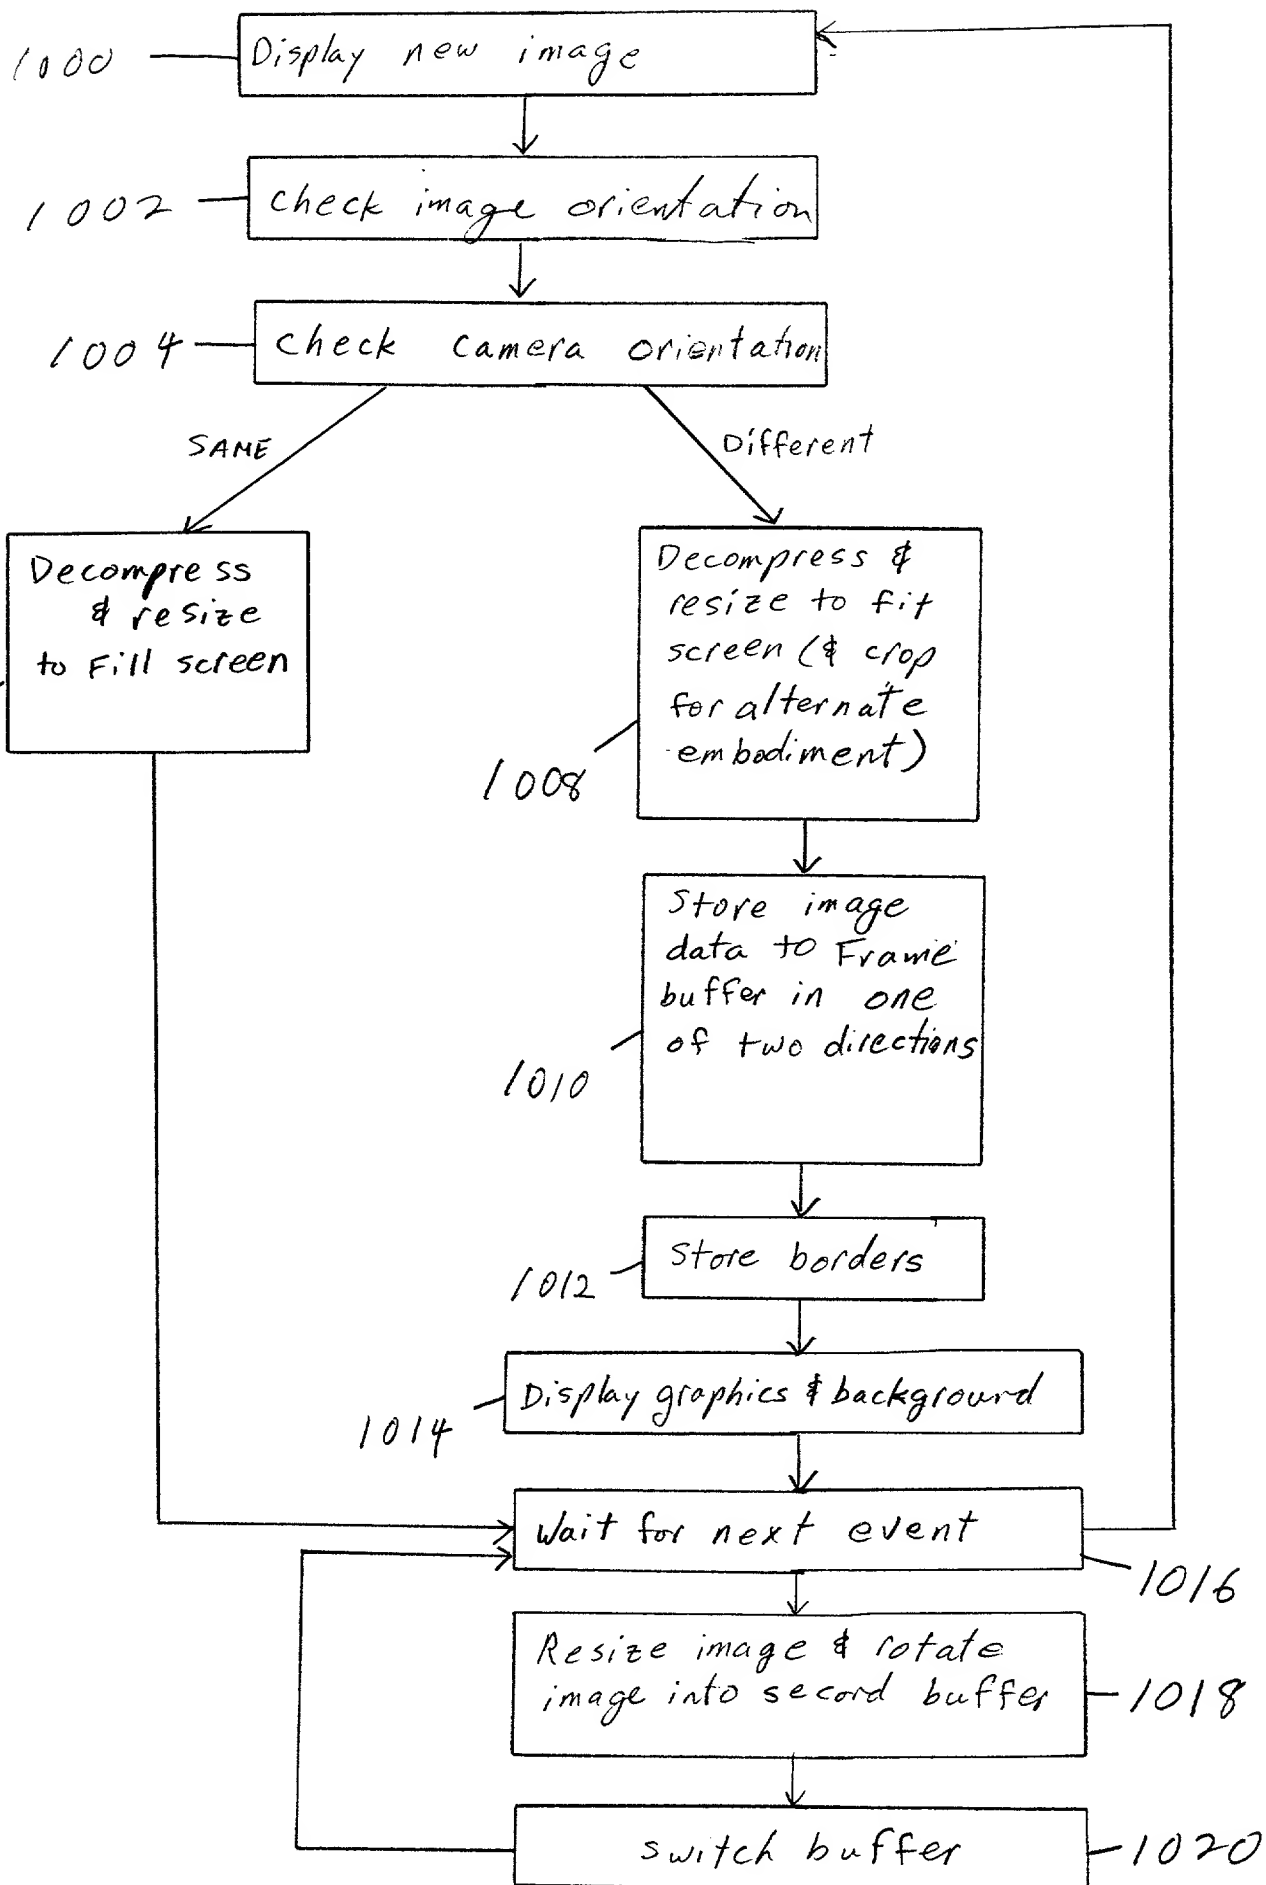 1000
Display new image
1002
check image orientation
1004
check camera orientation
SAME
Different
Decompress
& resize
to Fill screen
Decompress &
resize to fit
screen (& crop
for alternate
embodiment)
1008
Store image
data to Frame
buffer in one
of two directions
1010
Store borders
1012
Display graphics & background
1014
Wait for next event
1016
Resize image & rotate
image into second buffer
1018
switch buffer
1020